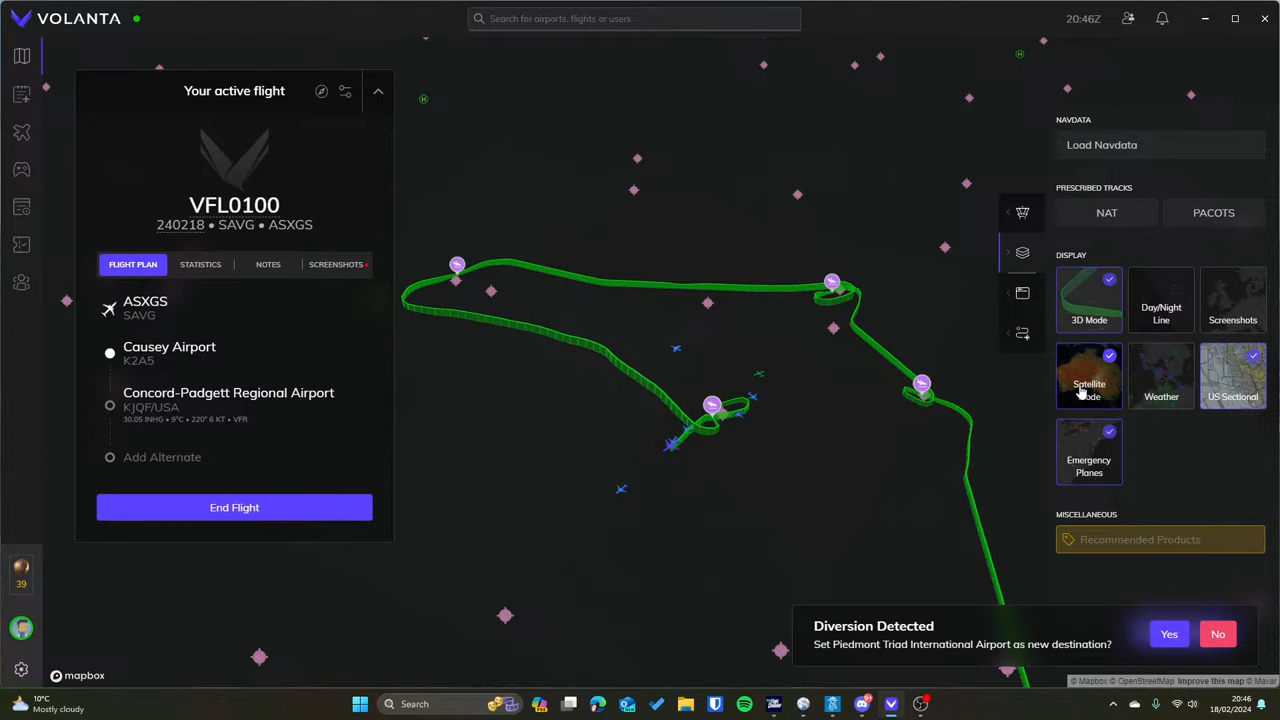 VOLANTA
Search for airports, flights or users
20:46Z
Your active flight
VFL0100
240218 • SAVG • ASXGS
FLIGHT PLAN
STATISTICS
NOTES
SCREENSHOTS
ASXGS
SAVG
Causey Airport
K2A5
Concord-Padgett Regional Airport
KJQF/USA
30.05 INHG • 9°C • 220° 6 KT • VFR
Add Alternate
End Flight
NAVDATA
Load Navdata
PRESCRIBED TRACKS
NAT
PACOTS
DISPLAY
3D Mode
Day/Night
Line
Screenshots
Satellite
Mode
Weather
US Sectional
Emergency
Planes
MISCELLANEOUS
Recommended Products
Diversion Detected
Set Piedmont Triad International Airport as new destination?
Yes
No
39
mapbox
© Mapbox © OpenStreetMap Improve this map © Maxar
10°C
Mostly cloudy
Search
20:46
18/02/2024